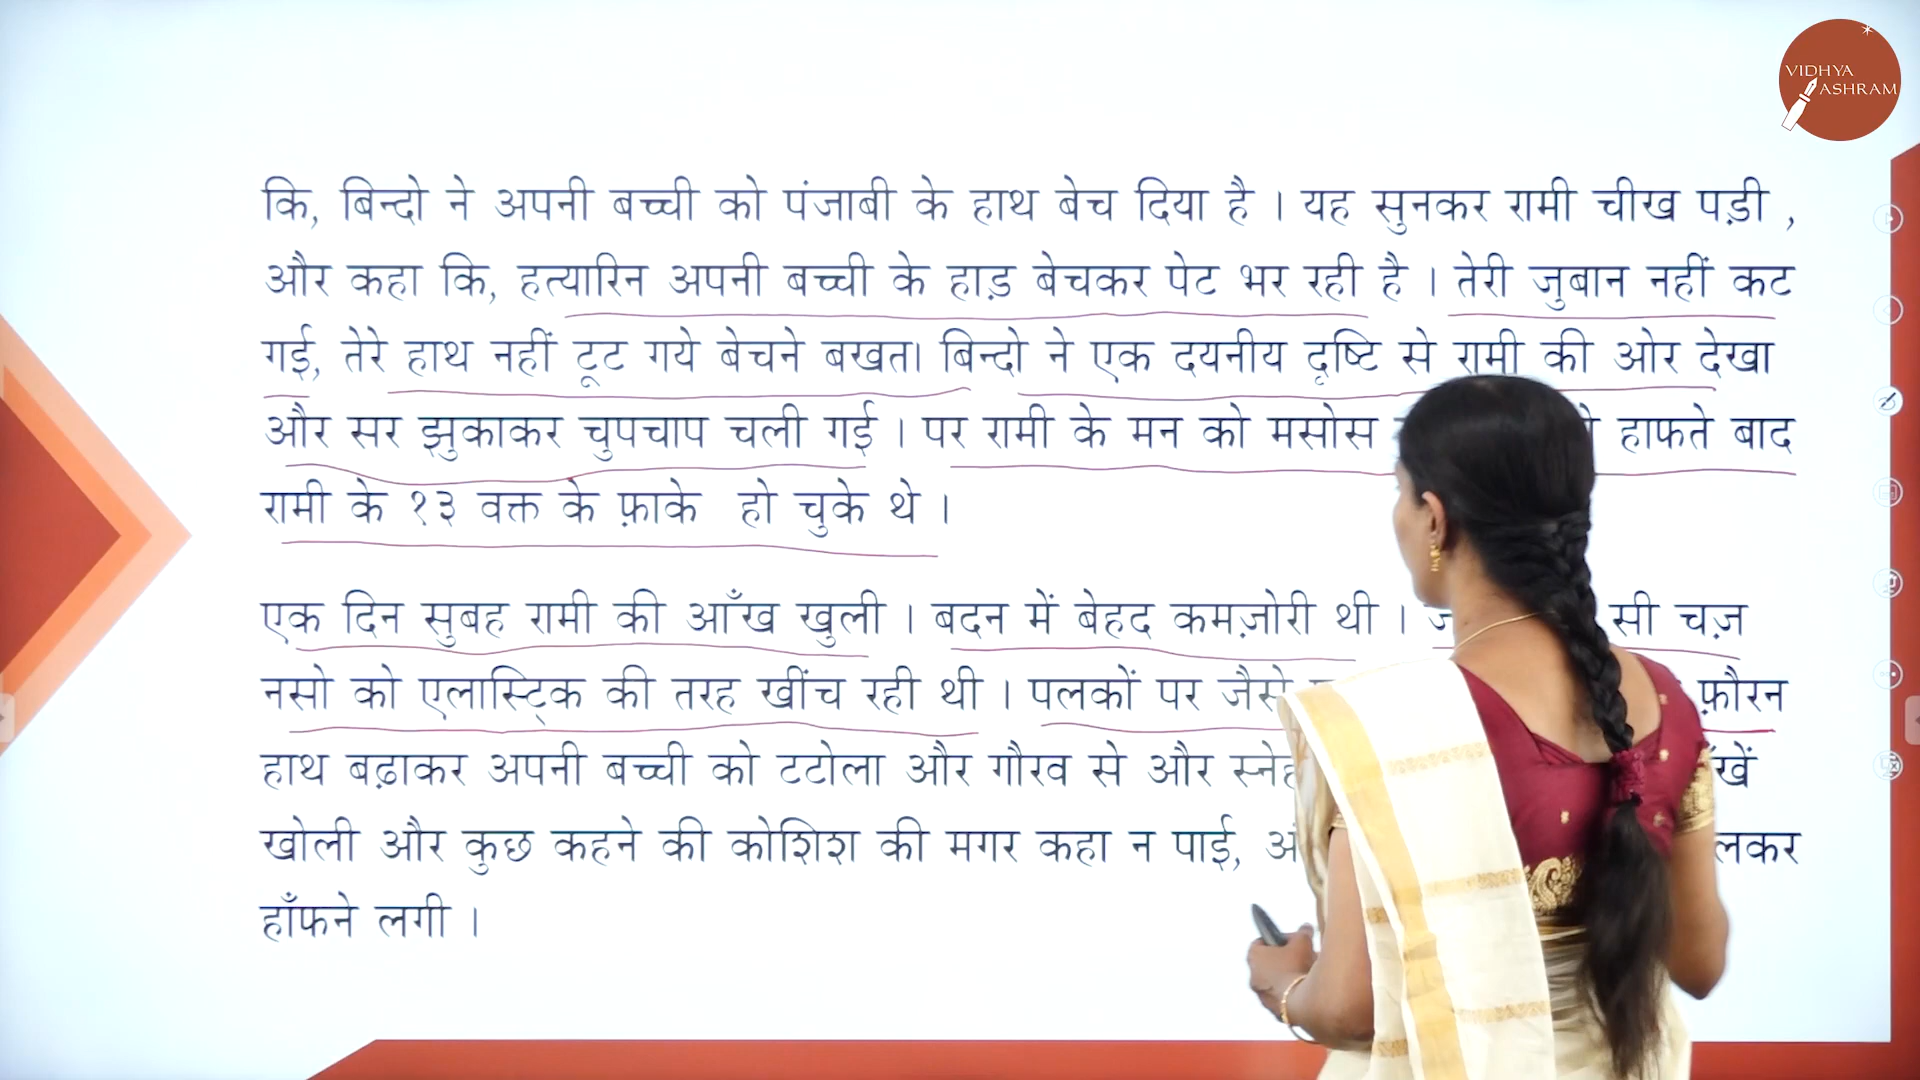 VIDHYA
ASHRAM
कि, बिन्दो ने अपनी बच्ची को पंजाबी के हाथ बेच दिया है । यह सुनकर रामी चीख पड़ी ,
और कहा कि, हत्यारिन अपनी बच्ची के हाड़ बेचकर पेट भर रही है । तेरी जुबान नहीं कट
गई, तेरे हाथ नहीं टूट गये बेचने बखत। बिन्दो ने एक दयनीय दृष्टि से रामी की ओर देखा
और सर झुकाकर चुपचाप चली गई । पर रामी के मन को मसोस हाफते बाद
रामी के १३ वक्त के फ़ाके हो चुके थे ।
एक दिन सुबह रामी की आँख खुली । बदन में बेहद कमज़ोरी थी । सी चज़
नसो को एलास्ट्रिक की तरह खींच रही थी । पलकों पर जैसे फ़ौरन
हाथ बढ़ाकर अपनी बच्ची को टटोला और गौरव से और
खोली और कुछ कहने की कोशिश की मगर कहा न पाई,
हाँफने लगी ।